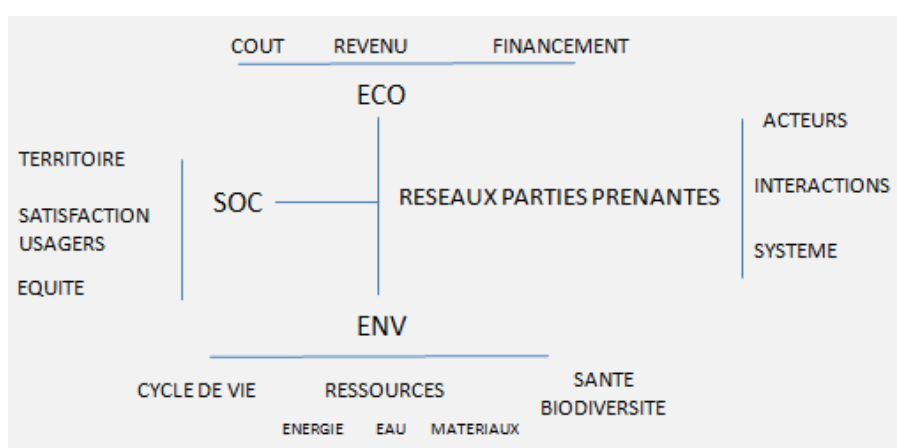 COUT REVENU FINANCEMENT
ECO
ACTEURS
TERRITOIRE
INTERACTIONS
SOC
RESEAUX PARTIES PRENANTES
SATISFACTION
USAGERS
SYSTEME
EQUITE
ENV
CYCLE DE VIE RESSOURCES SANTE
BIODIVERSITE
ENERGIE EAU MATERIAUX